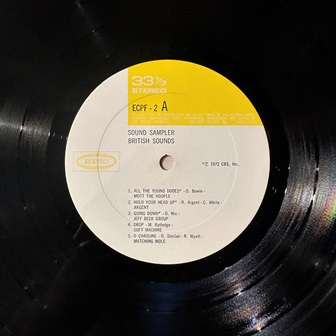 33⅓
STEREO
ECPF - 2 A
SOUND SAMPLER
BRITISH SOUNDS
EPIC
℗ 1972 CBS, Inc.
1. ALL THE YOUNG DUDES* - D. Bowie -
MOTT THE HOOPLE
2. HOLD YOUR HEAD UP* - R. Argent - C. White -
ARGENT
3. GOING DOWN* - D. Nix -
JEFF BECK GROUP
4. DROP - M. Ratledge -
SOFT MACHINE
5. O CAROLINE - D. Sinclair - R. Wyatt -
MATCHING MOLE